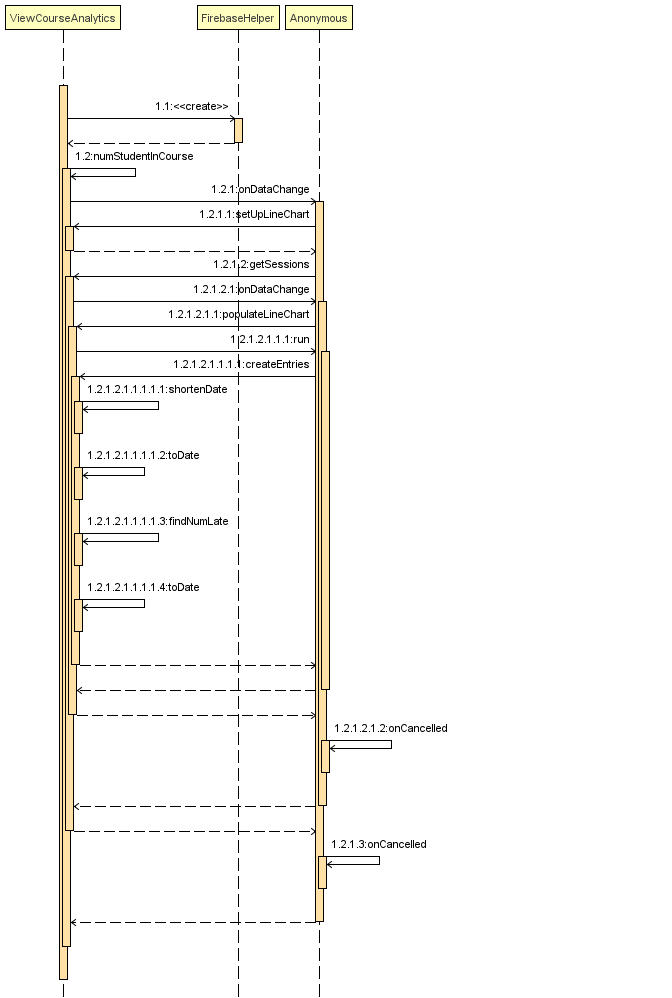 ViewCourseAnalytics
FirebaseHelper
Anonymous
1.1:<<create>>
1.2:numStudentInCourse
1.2.1:onDataChange
1.2.1.1:setUpLineChart
1.2.1.2:getSessions
1.2.1.2.1:onDataChange
1.2.1.2.1.1:populateLineChart
1.2.1.2.1.1.1:run
1.2.1.2.1.1.1.1:createEntries
1.2.1.2.1.1.1.1.1:shortenDate
1.2.1.2.1.1.1.1.2:toDate
1.2.1.2.1.1.1.1.3:findNumLate
1.2.1.2.1.1.1.1.4:toDate
1.2.1.2.1.2:onCancelled
1.2.1.3:onCancelled